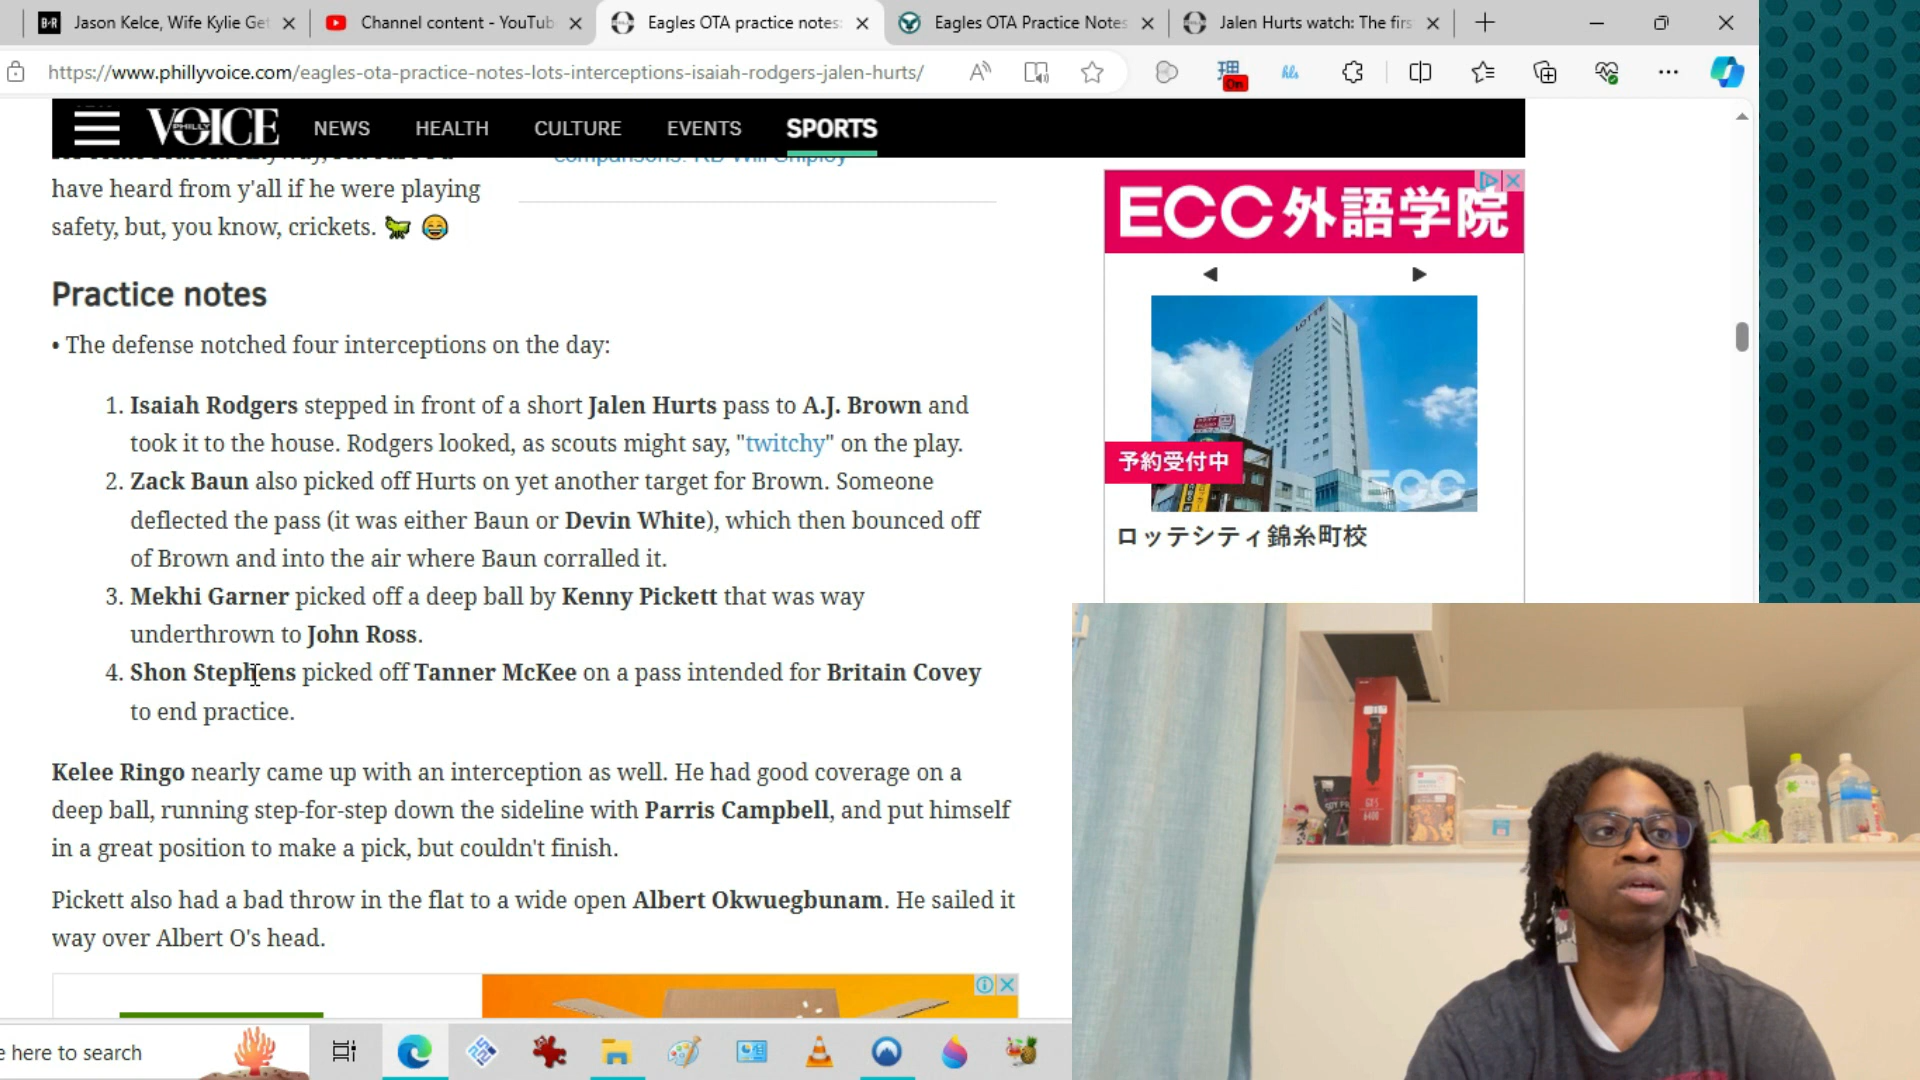 B/R Jason Kelce, Wife Kylie Get
Channel content - YouTub
Eagles OTA practice notes:
Eagles OTA Practice Notes
Jalen Hurts watch: The firs
https://www.phillyvoice.com/eagles-ota-practice-notes-lots-interceptions-isaiah-rodgers-jalen-hurts/
理
On
hls
PHILLY VOICE
NEWS
HEALTH
CULTURE
EVENTS
SPORTS
comparisons: RB Will Shipley
have heard from y'all if he were playing
safety, but, you know, crickets. 🦗 😂
Practice notes
• The defense notched four interceptions on the day:
1. Isaiah Rodgers stepped in front of a short Jalen Hurts pass to A.J. Brown and
took it to the house. Rodgers looked, as scouts might say, "twitchy" on the play.
2. Zack Baun also picked off Hurts on yet another target for Brown. Someone
deflected the pass (it was either Baun or Devin White), which then bounced off
of Brown and into the air where Baun corralled it.
3. Mekhi Garner picked off a deep ball by Kenny Pickett that was way
underthrown to John Ross.
4. Shon Stephens picked off Tanner McKee on a pass intended for Britain Covey
to end practice.
Kelee Ringo nearly came up with an interception as well. He had good coverage on a
deep ball, running step-for-step down the sideline with Parris Campbell, and put himself
in a great position to make a pick, but couldn't finish.
Pickett also had a bad throw in the flat to a wide open Albert Okwuegbunam. He sailed it
way over Albert O's head.
ECC外語学院
LOTTE
予約受付中
ECC
ロッテシティ錦糸町校
e here to search